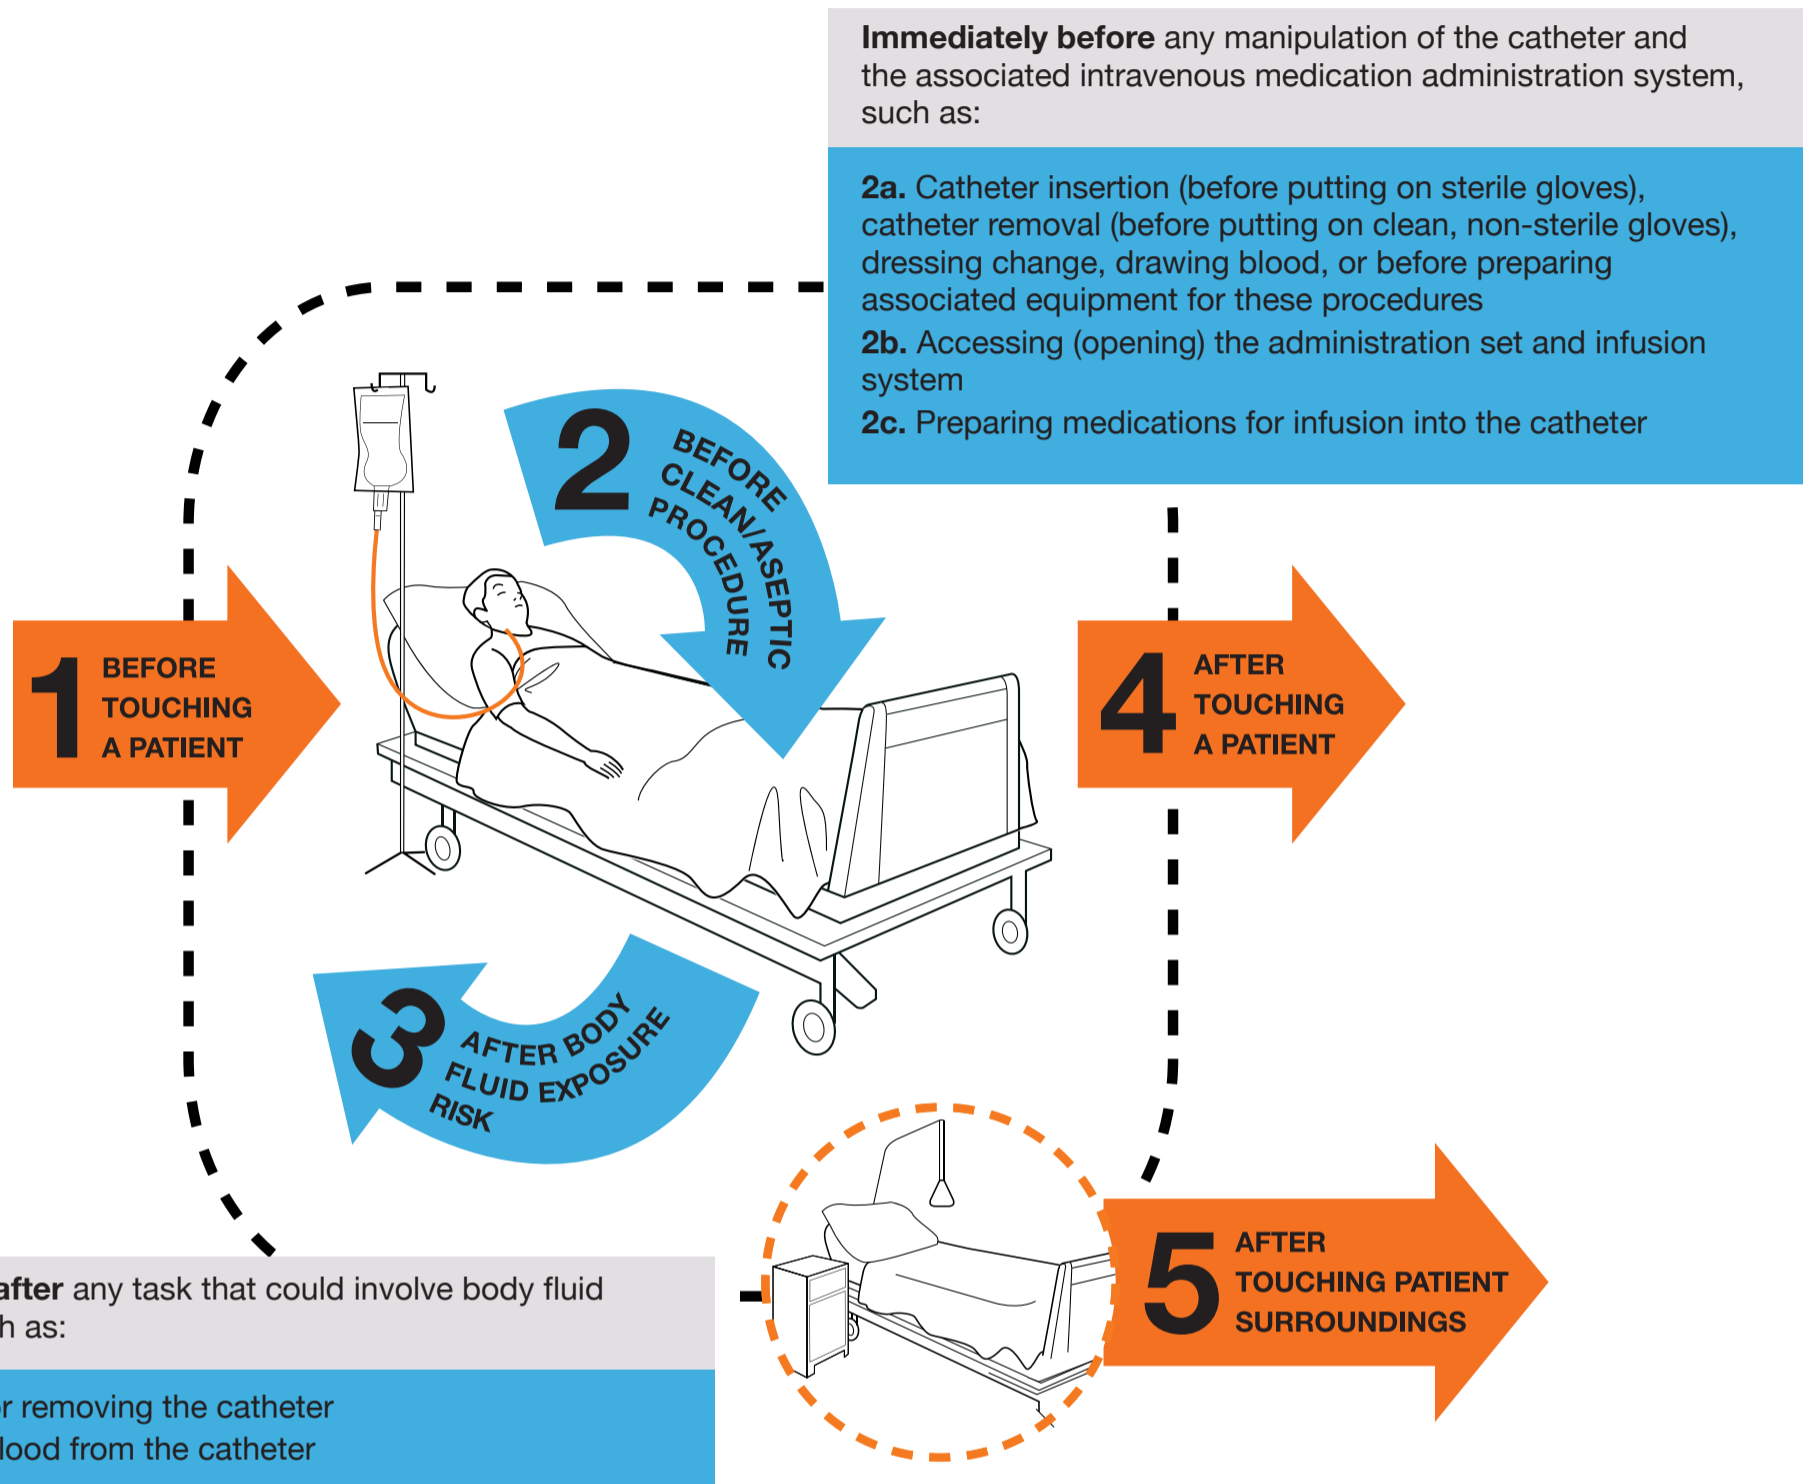 Immediately before any manipulation of the catheter and
the associated intravenous medication administration system,
such as:
2a. Catheter insertion (before putting on sterile gloves),
catheter removal (before putting on clean, non-sterile gloves),
dressing change, drawing blood, or before preparing
associated equipment for these procedures
2b. Accessing (opening) the administration set and infusion
system
2c. Preparing medications for infusion into the catheter
1
BEFORE
TOUCHING
A PATIENT
2
BEFORE
CLEAN/ASEPTIC
PROCEDURE
3
AFTER BODY
FLUID EXPOSURE
RISK
4
AFTER
TOUCHING
A PATIENT
5
AFTER
TOUCHING PATIENT
SURROUNDINGS
after any task that could involve body fluid
as:
removing the catheter
from the catheter